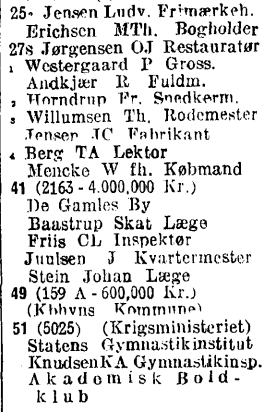 25- Jensen Ludv. Frimærkeh.
Erichsen MTh. Bogholder
27s Jørgensen OJ Restauratør
1 Westergaard P Gross.
Andkjær R Fuldm.
2 Horndrup Fr. Snedkerm.
3 Willumsen Th. Rodemester
Jensen JC Fabrikant
4 Berg TA Lektor
Mencke W fh. Købmand
41 (2163 - 4.000,000 Kr.)
De Gamles By
Baastrup Skat Læge
Friis CL Inspektør
Juulsen J Kvartermester
Stein Johan Læge
49 (159 A - 600,000 Kr.)
(Kbhvns Kommune)
51 (5025) (Krigsministeriet)
Statens Gymnastikinstitut
KnudsenKA Gymnastikinsp.
Akademisk Bold-
klub